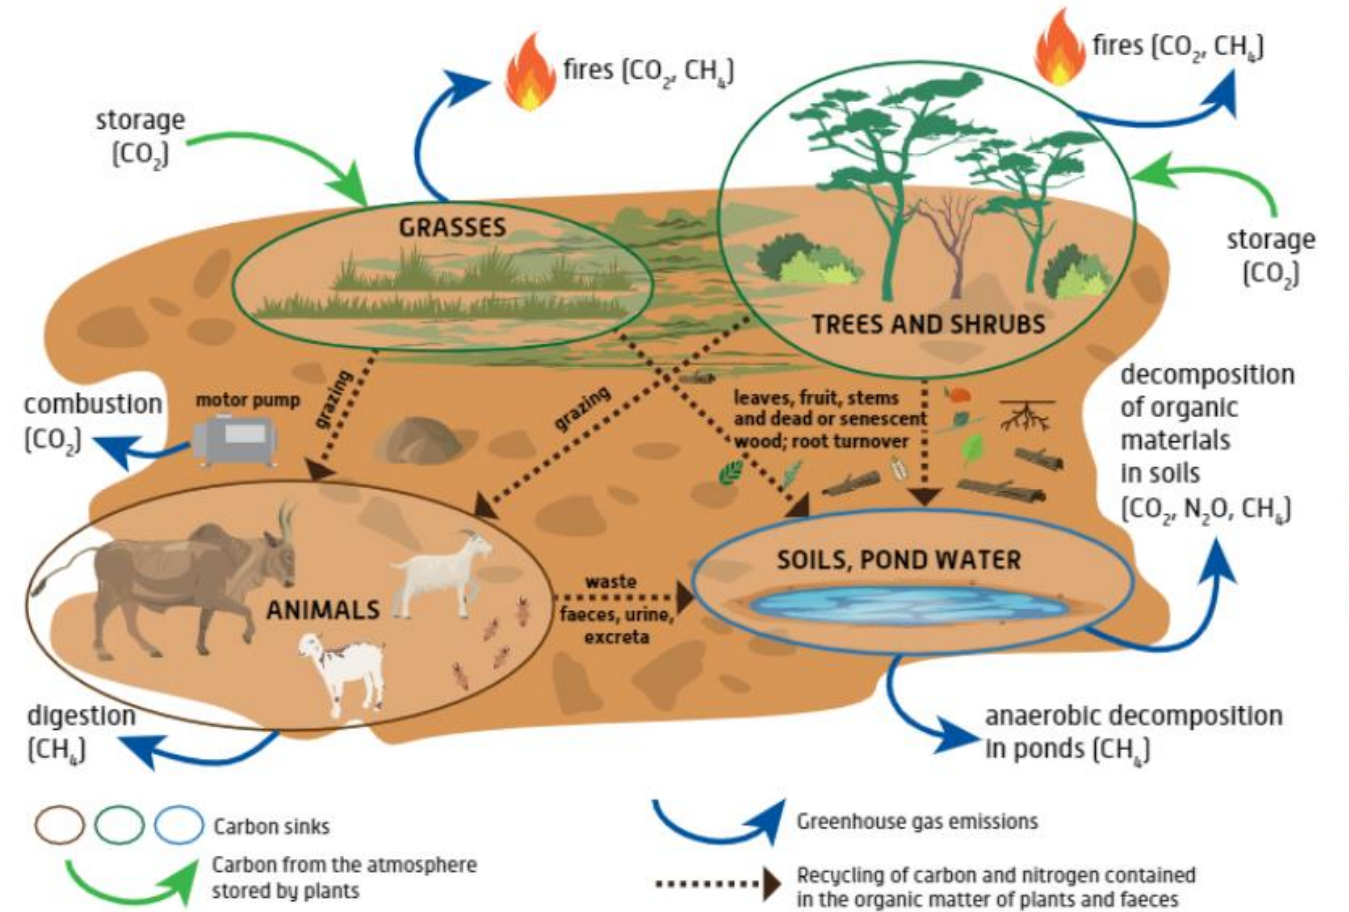 fires (CO₂, CH₄)
fires (CO₂, CH₄)
storage
(CO₂)
GRASSES
storage
(CO₂)
TREES AND SHRUBS
combustion
(CO₂)
motor pump
grazing
grazing
leaves, fruit, stems
and dead or senescent
wood; root turnover
decomposition
of organic
materials
in soils
(CO₂, N₂O, CH₄)
SOILS, POND WATER
ANIMALS
waste
faeces, urine,
excreta
digestion
(CH₄)
anaerobic decomposition
in ponds (CH₄)
Carbon sinks
Carbon from the atmosphere
stored by plants
Greenhouse gas emissions
Recycling of carbon and nitrogen contained
in the organic matter of plants and faeces